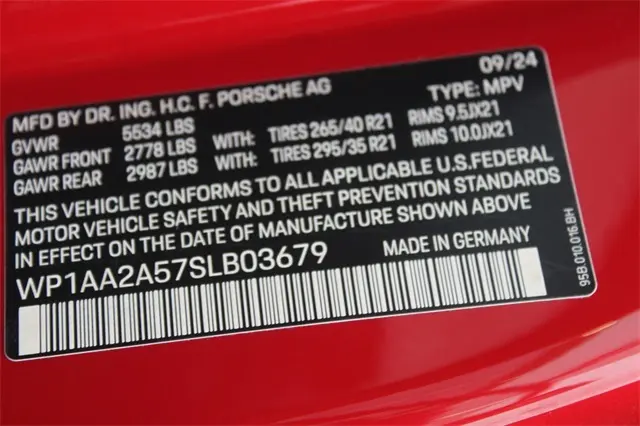 09/24
MFD BY DR. ING. H.C. F. PORSCHE AG TYPE: MPV
GVWR 5534 LBS
GAWR FRONT 2778 LBS WITH: TIRES 265/40 R21 RIMS 9.5JX21
GAWR REAR 2987 LBS WITH: TIRES 295/35 R21 RIMS 10.0JX21
THIS VEHICLE CONFORMS TO ALL APPLICABLE U.S.FEDERAL
MOTOR VEHICLE SAFETY AND THEFT PREVENTION STANDARDS
IN EFFECT ON THE DATE OF MANUFACTURE SHOWN ABOVE
WP1AA2A57SLB03679 MADE IN GERMANY
95B.010.016.BH